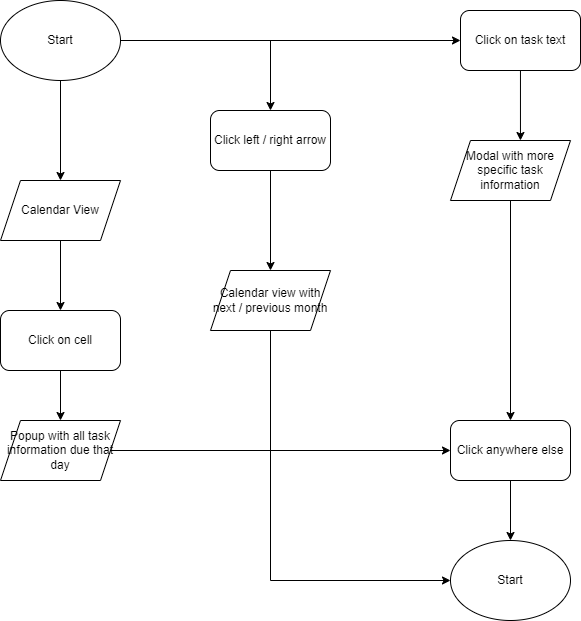 Start
Click on task text
Click left / right arrow
Modal with more
specific task
information
Calendar View
Calendar view with
next / previous month
Click on cell
Popup with all task
information due that
day
Click anywhere else
Start